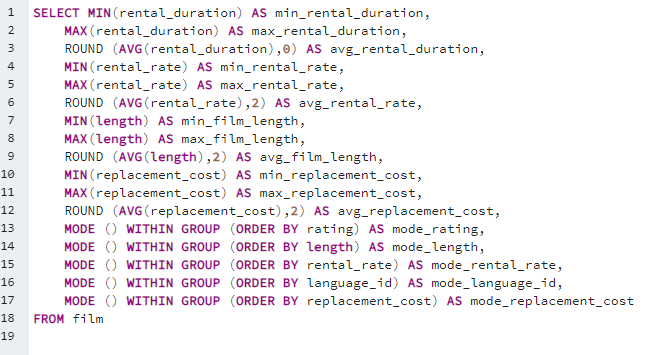 1 SELECT MIN(rental_duration) AS min_rental_duration,
2 MAX(rental_duration) AS max_rental_duration,
3 ROUND (AVG(rental_duration),0) AS avg_rental_duration,
4 MIN(rental_rate) AS min_rental_rate,
5 MAX(rental_rate) AS max_rental_rate,
6 ROUND (AVG(rental_rate),2) AS avg_rental_rate,
7 MIN(length) AS min_film_length,
8 MAX(length) AS max_film_length,
9 ROUND (AVG(length),2) AS avg_film_length,
10 MIN(replacement_cost) AS min_replacement_cost,
11 MAX(replacement_cost) AS max_replacement_cost,
12 ROUND (AVG(replacement_cost),2) AS avg_replacement_cost,
13 MODE () WITHIN GROUP (ORDER BY rating) AS mode_rating,
14 MODE () WITHIN GROUP (ORDER BY length) AS mode_length,
15 MODE () WITHIN GROUP (ORDER BY rental_rate) AS mode_rental_rate,
16 MODE () WITHIN GROUP (ORDER BY language_id) AS mode_language_id,
17 MODE () WITHIN GROUP (ORDER BY replacement_cost) AS mode_replacement_cost
18 FROM film
19